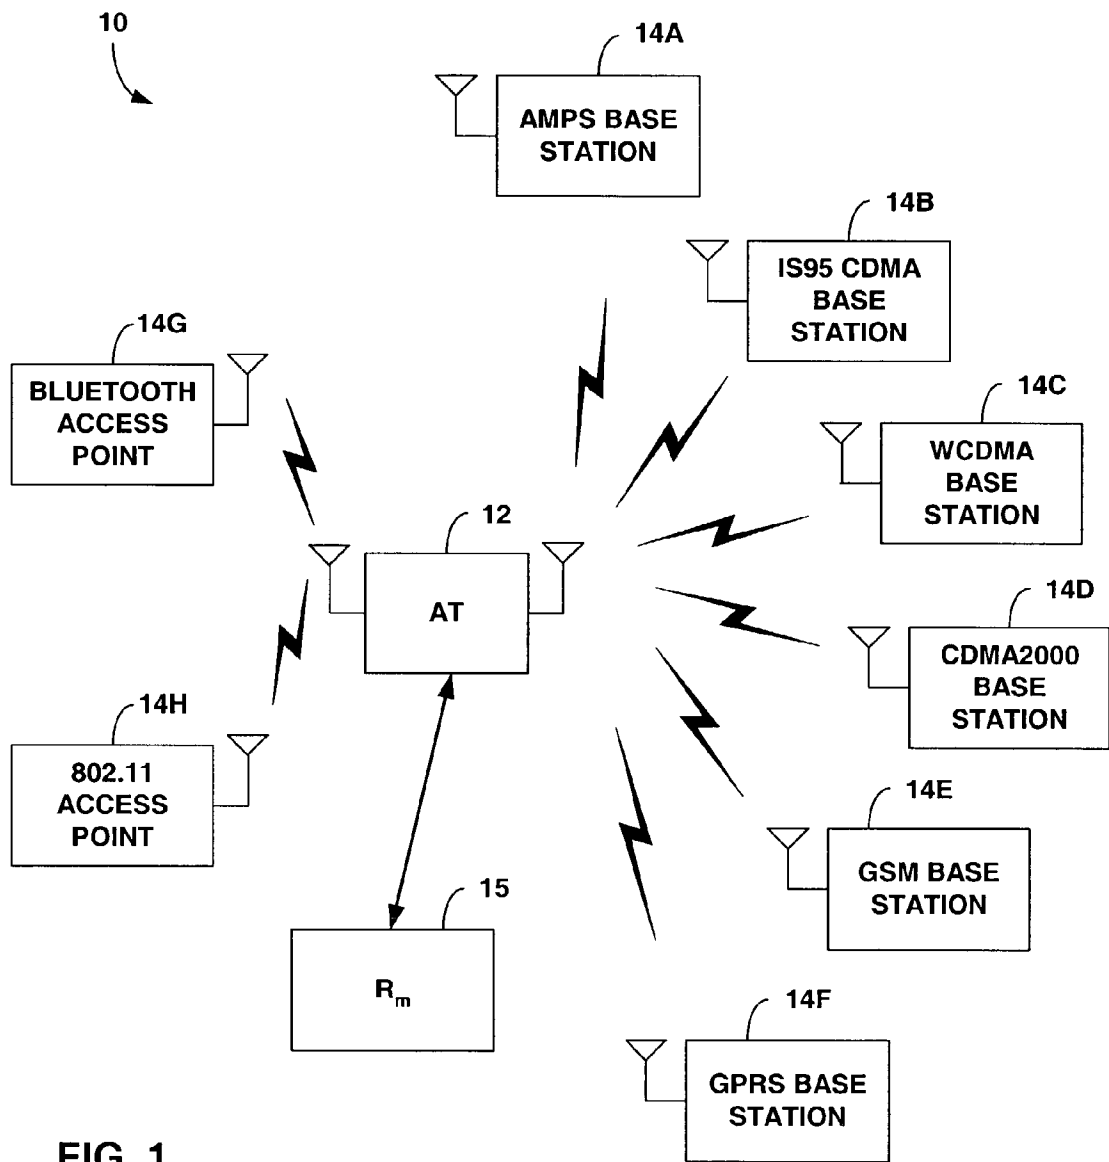 10
14A
AMPS BASE
STATION
14B
IS95 CDMA
BASE
STATION
14G
BLUETOOTH
ACCESS
POINT
14C
WCDMA
BASE
STATION
12
AT
14D
CDMA2000
BASE
STATION
14H
802.11
ACCESS
POINT
14E
GSM BASE
STATION
15
Rm
14F
GPRS BASE
STATION
FIG. 1